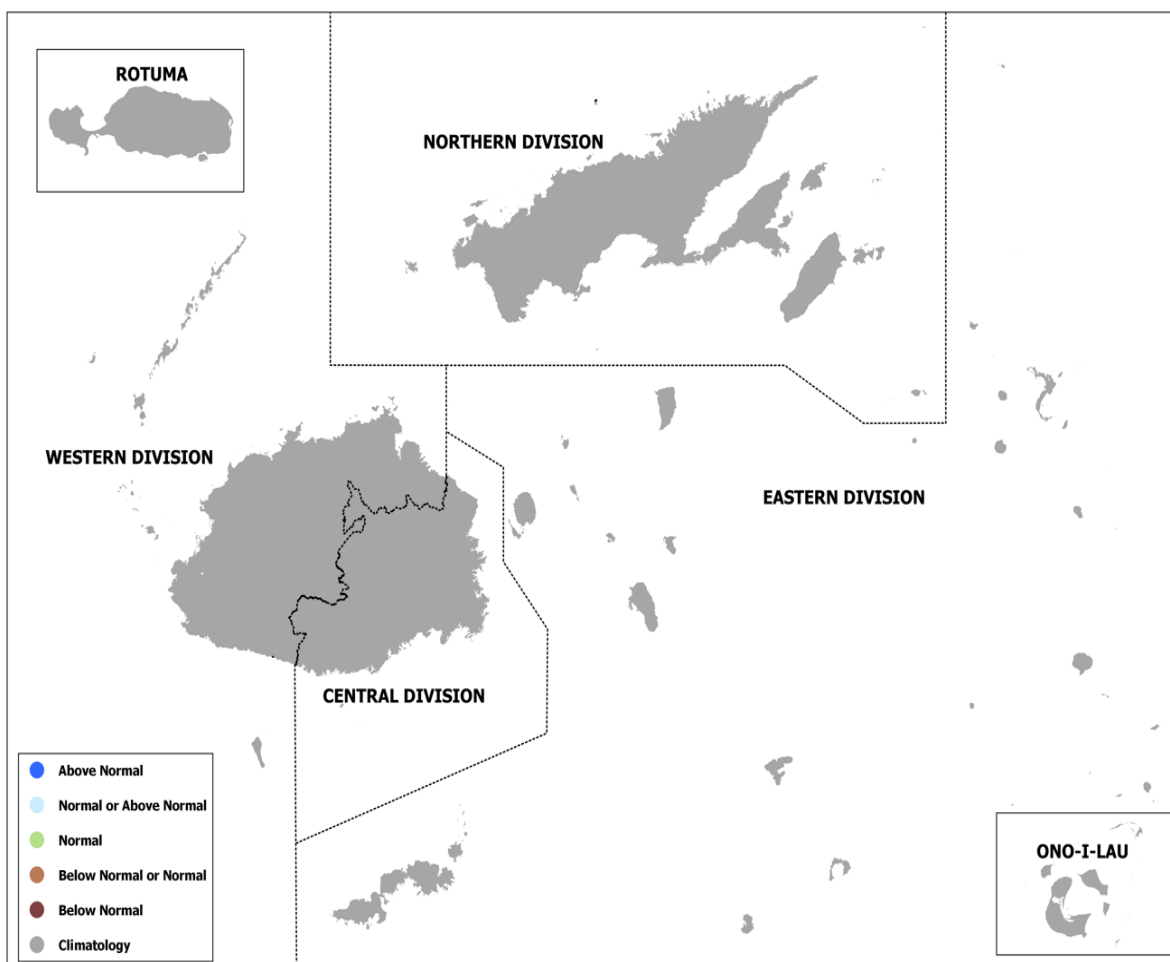 ROTUMA
NORTHERN DIVISION
WESTERN DIVISION
EASTERN DIVISION
CENTRAL DIVISION
Above Normal
Normal or Above Normal
Normal
Below Normal or Normal
Below Normal
Climatology
ONO-I-LAU